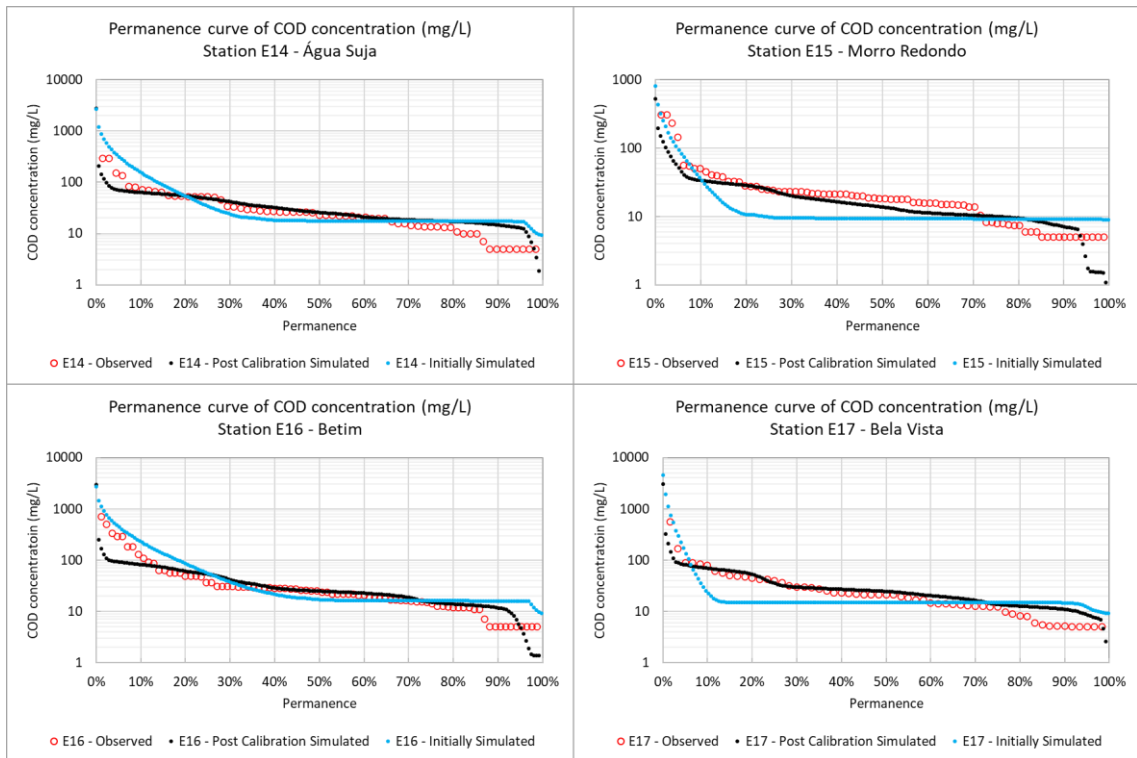 Permanence curve of COD concentration (mg/L)
Station E14 - Água Suja
COD concentration (mg/L)
10000
1000
100
10
1
0% 10% 20% 30% 40% 50% 60% 70% 80% 90% 100%
Permanence
E14 - Observed E14 - Post Calibration Simulated E14 - Initially Simulated
Permanence curve of COD concentration (mg/L)
Station E15 - Morro Redondo
COD concentratoin (mg/L)
1000
100
10
1
0% 10% 20% 30% 40% 50% 60% 70% 80% 90% 100%
Permanence
E15 - Observed E15 - Post Calibration Simulated E15 - Initially Simulated
Permanence curve of COD concentration (mg/L)
Station E16 - Betim
COD concentratoin (mg/L)
10000
1000
100
10
1
0% 10% 20% 30% 40% 50% 60% 70% 80% 90% 100%
Permanence
E16 - Observed E16 - Post Calibration Simulated E16 - Initially Simulated
Permanence curve of COD concentration (mg/L)
Station E17 - Bela Vista
COD concentratoin (mg/L)
10000
1000
100
10
1
0% 10% 20% 30% 40% 50% 60% 70% 80% 90% 100%
Permanence
E17 - Observed E17 - Post Calibration Simulated E17 - Initially Simulated